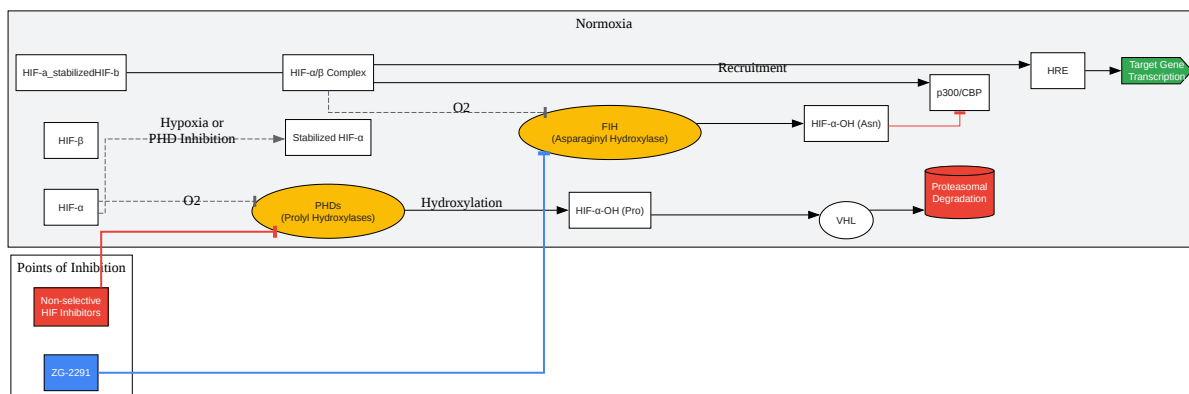 Normoxia
HIF-a_stabilizedHIF-b
HIF-α/β Complex
Recruitment
HRE
Target Gene
Transcription
p300/CBP
O2
Hypoxia or
PHD Inhibition
HIF-β
Stabilized HIF-α
FIH
(Asparaginyl Hydroxylase)
HIF-α-OH (Asn)
HIF-α
O2
PHDs
(Prolyl Hydroxylases)
Hydroxylation
HIF-α-OH (Pro)
VHL
Proteasomal
Degradation
Points of Inhibition
Non-selective
HIF Inhibitors
ZG-2291